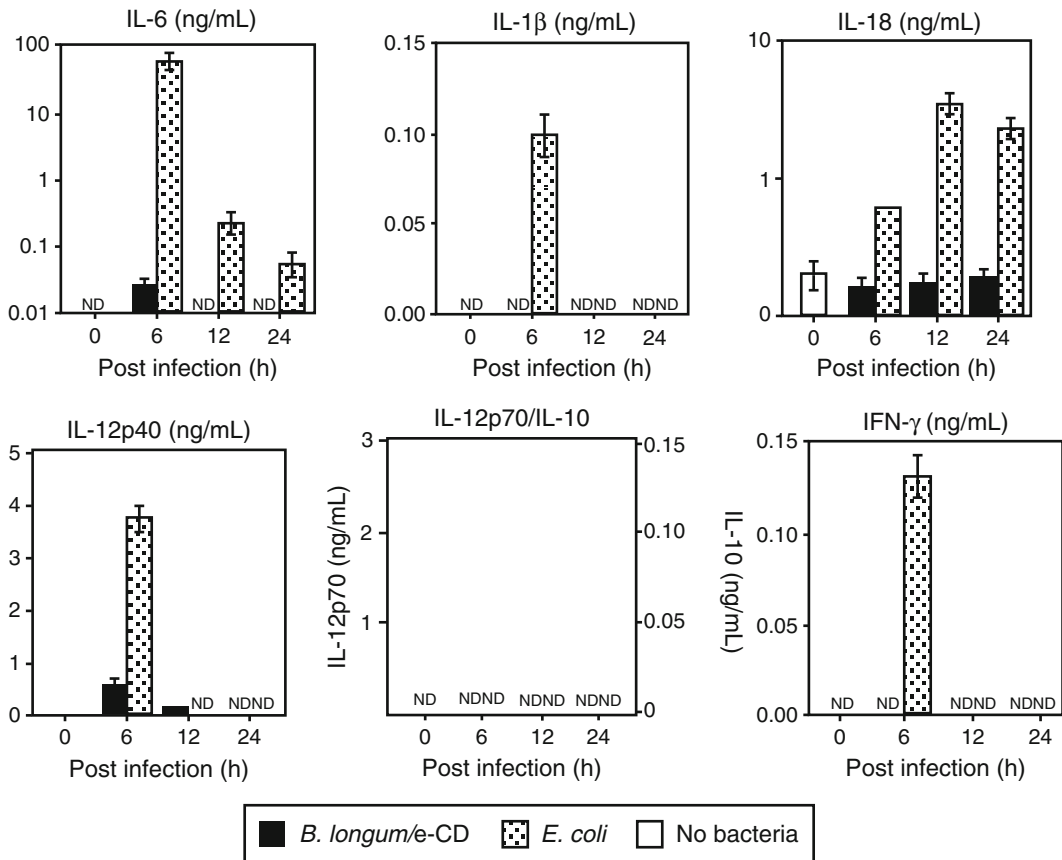 IL-6 (ng/mL)
100
10
1
0.1
0.01
ND
ND
ND
0
6
12
24
Post infection (h)
IL-1β (ng/mL)
0.15
0.10
0.05
0.00
ND
ND
NDND
NDND
0
6
12
24
Post infection (h)
IL-18 (ng/mL)
10
1
0
0
6
12
24
Post infection (h)
IL-12p40 (ng/mL)
5
4
3
2
1
0
ND
NDND
0
6
12
24
Post infection (h)
IL-12p70/IL-10
IL-12p70 (ng/mL)
3
2
1
0.15
0.10
0.05
0
IL-10 (ng/mL)
ND
NDND
NDND
NDND
0
6
12
24
Post infection (h)
IFN-γ (ng/mL)
0.15
0.10
0.05
0.00
ND
ND
NDND
NDND
0
6
12
24
Post infection (h)
B. longum/e-CD
E. coli
No bacteria